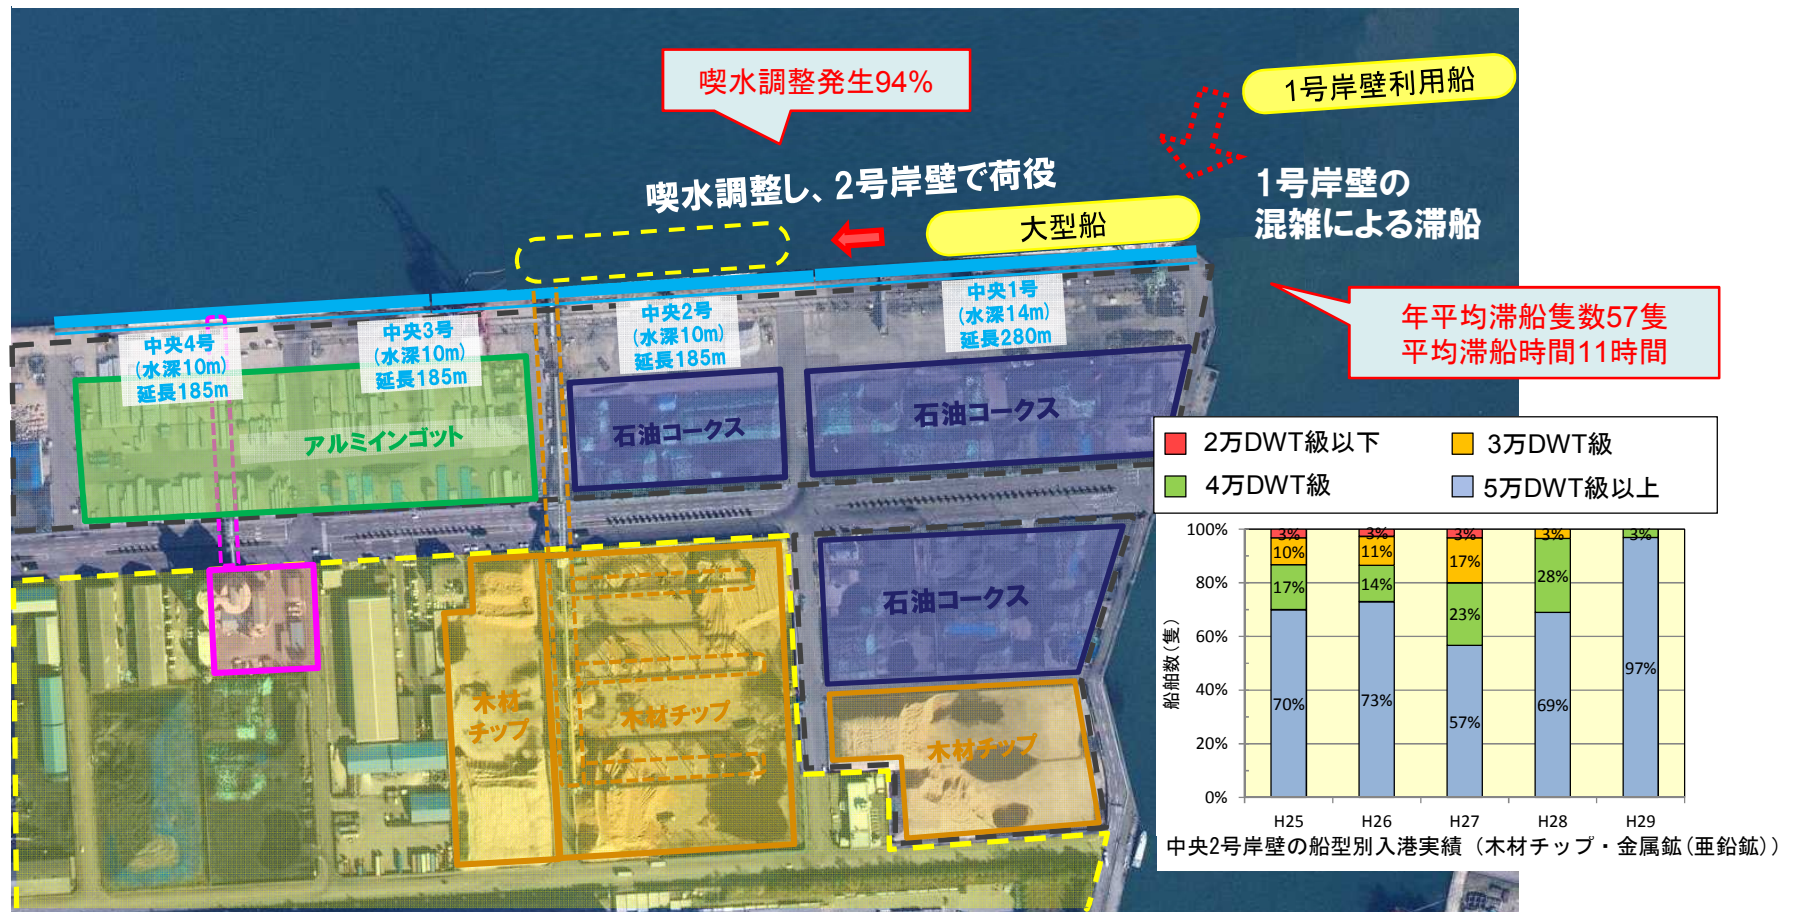 喫水調整発生94%
1号岸壁利用船
喫水調整し、2号岸壁で荷役
大型船
1号岸壁の
混雑による滞船
年平均滞船隻数57隻
平均滞船時間11時間
中央4号
(水深10m)
延長185m
中央3号
(水深10m)
延長185m
中央2号
(水深10m)
延長185m
中央1号
(水深14m)
延長280m
アルミインゴット
石油コークス
石油コークス
石油コークス
木材
チップ
木材チップ
木材チップ
2万DWT級以下
3万DWT級
4万DWT級
5万DWT級以上
船舶数(隻)
100%
80%
60%
40%
20%
0%
3%
10%
17%
70%
3%
11%
14%
73%
3%
17%
23%
57%
3%
28%
69%
3%
97%
H25
H26
H27
H28
H29
中央2号岸壁の船型別入港実績（木材チップ・金属鉱(亜鉛鉱)）